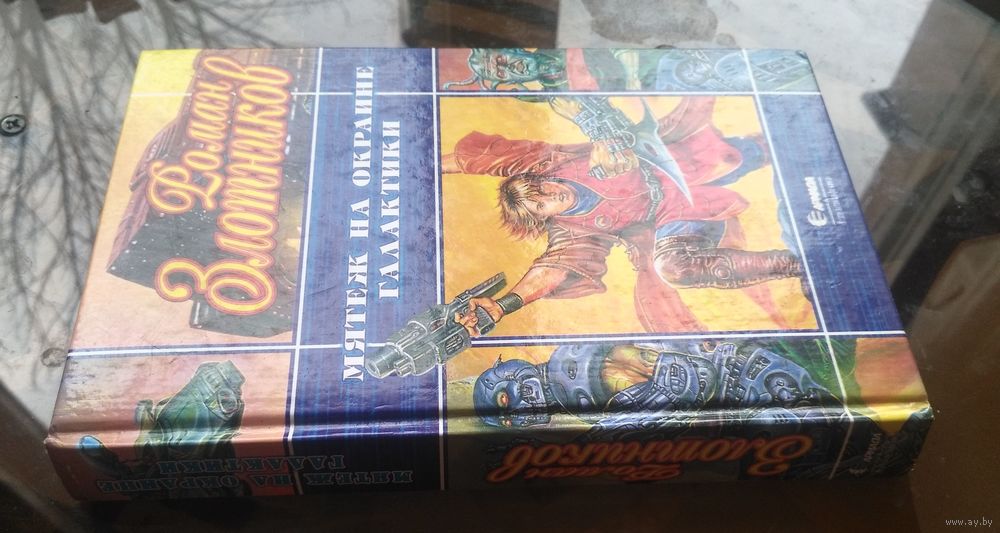 Роман
Злотников
МЯТЕЖ НА ОКРАИНЕ
ГАЛАКТИКИ
Роман
Злотников
МЯТЕЖ НА ОКРАИНЕ
ГАЛАКТИКИ
www.ay.by